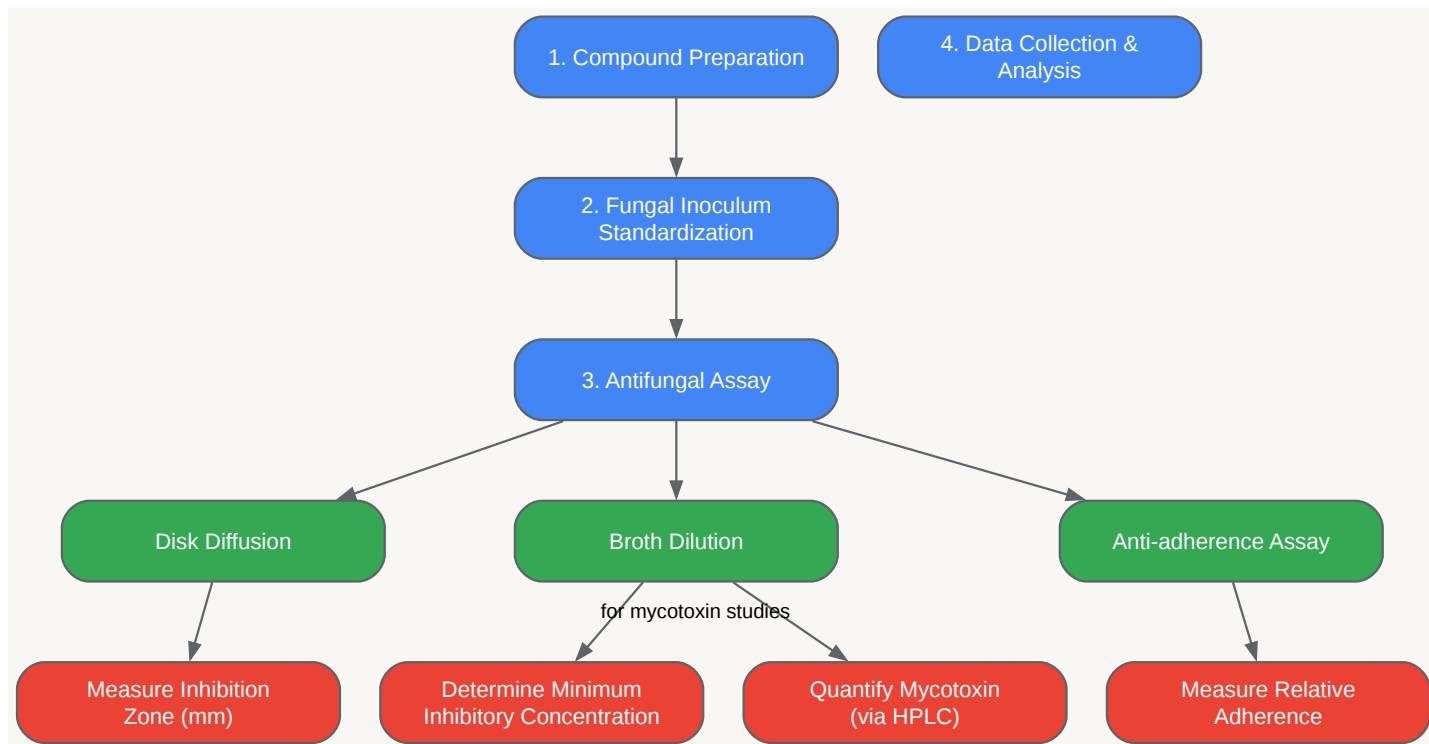 1. Compound Preparation
4. Data Collection &
Analysis
2. Fungal Inoculum
Standardization
3. Antifungal Assay
Disk Diffusion
Broth Dilution
Anti-adherence Assay
for mycotoxin studies
Measure Inhibition
Zone (mm)
Determine Minimum
Inhibitory Concentration
Quantify Mycotoxin
(via HPLC)
Measure Relative
Adherence